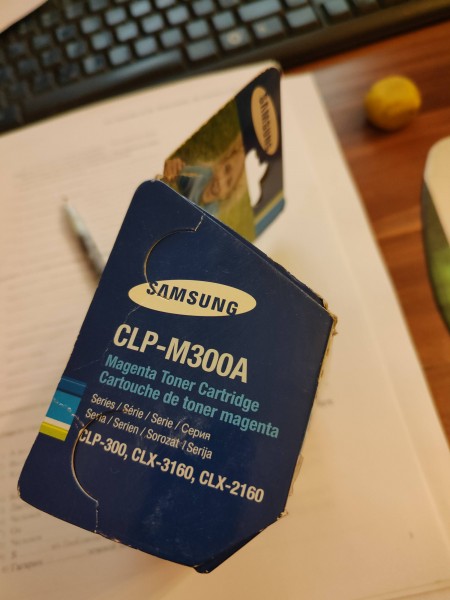 SAMSUNG
SAMSUNG
CLP-M300A
Magenta Toner Cartridge
Cartouche de toner magenta
Series / Série / Serie / Серия
Seria / Serien / Sorozat / Serija
CLP-300, CLX-3160, CLX-2160